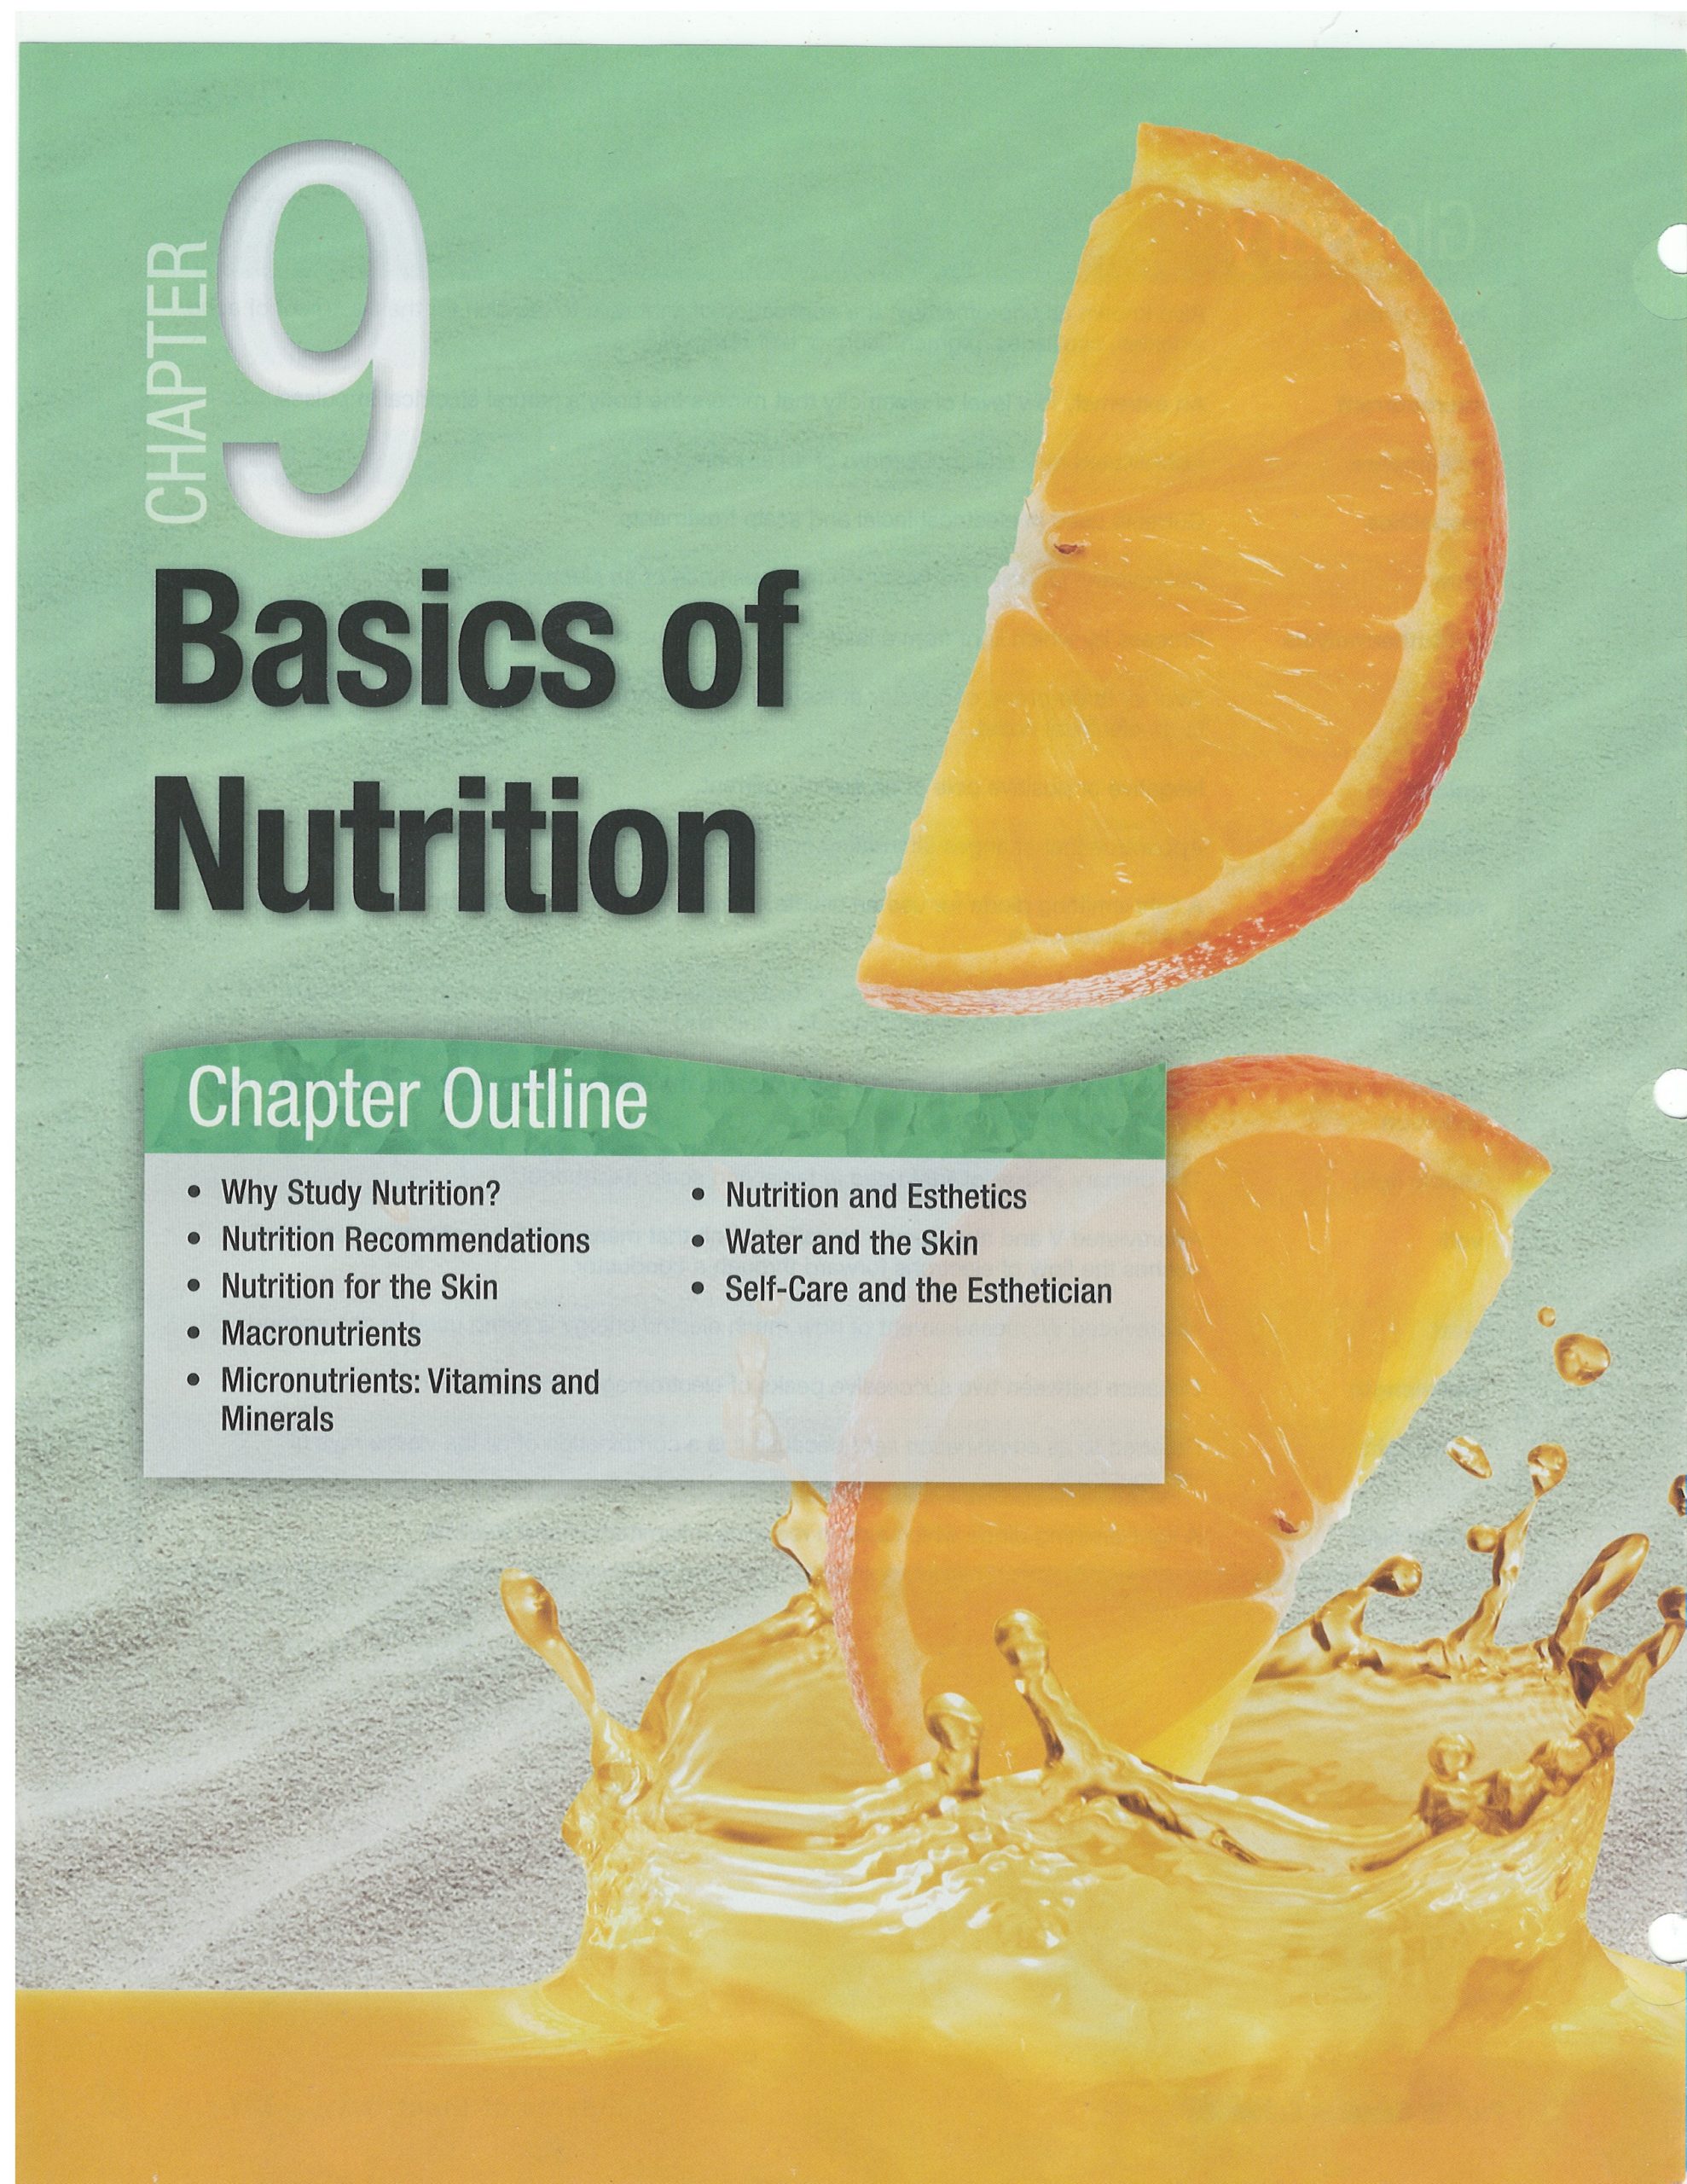 CHAPTER 9
Basics of
Nutrition
Chapter Outline
• Why Study Nutrition?
• Nutrition Recommendations
• Nutrition for the Skin
• Macronutrients
• Micronutrients: Vitamins and
Minerals
• Nutrition and Esthetics
• Water and the Skin
• Self-Care and the Esthetician